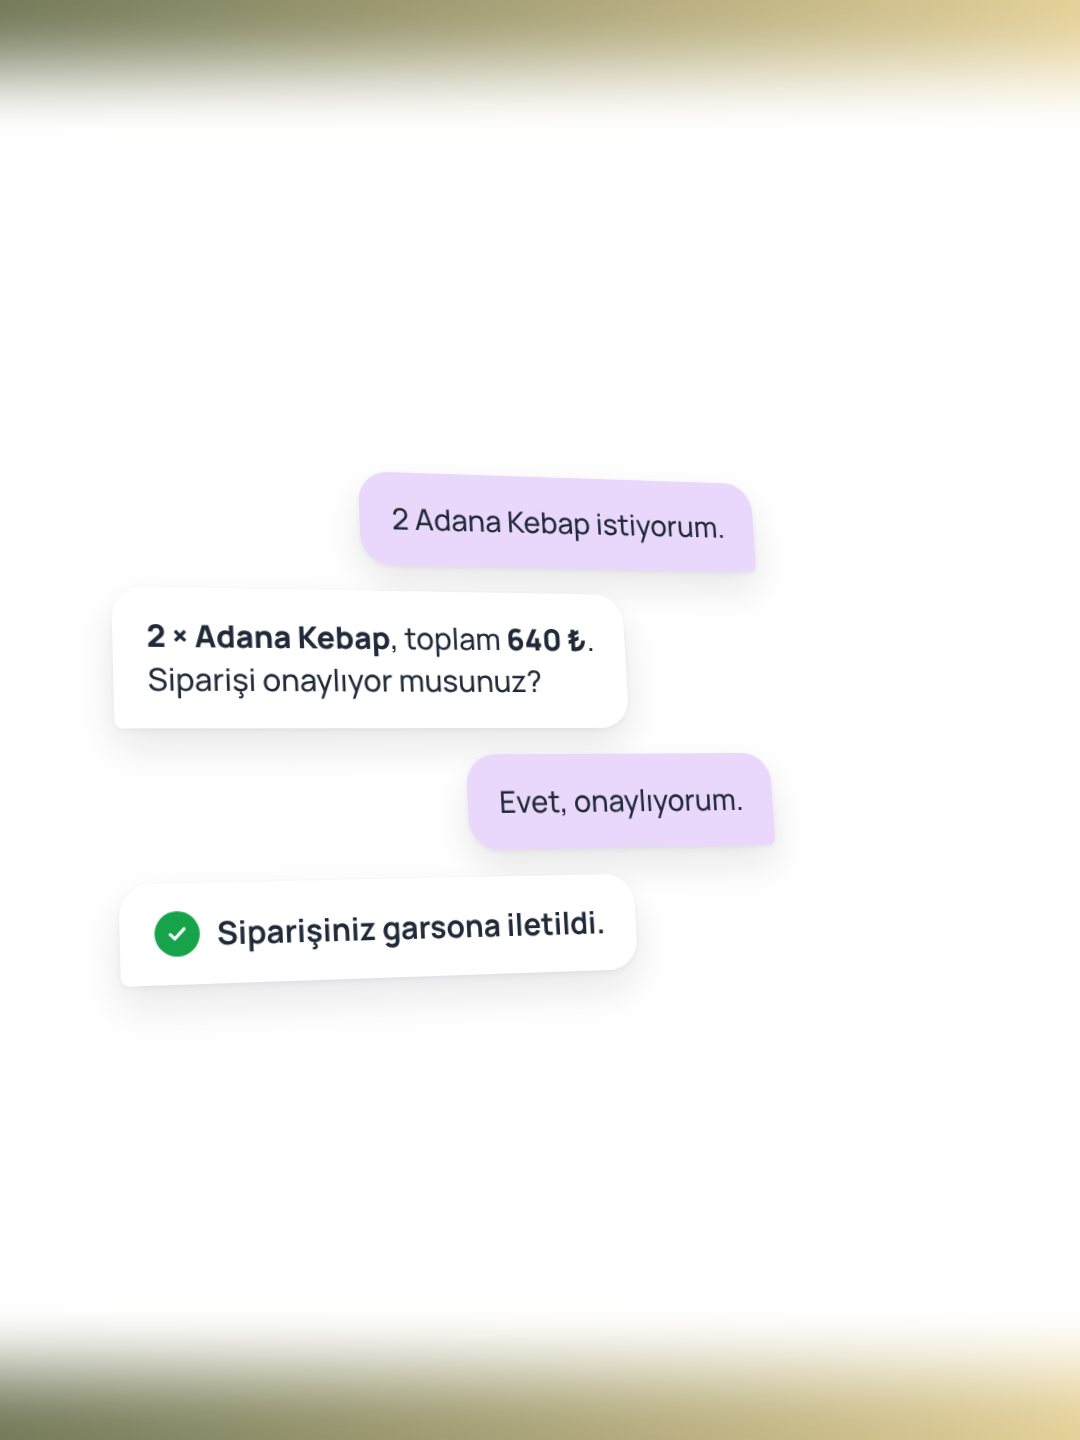 2 Adana Kebap istiyorum.
2 × Adana Kebap, toplam 640 ₺.
Siparişi onaylıyor musunuz?
Evet, onaylıyorum.
Siparişiniz garsona iletildi.